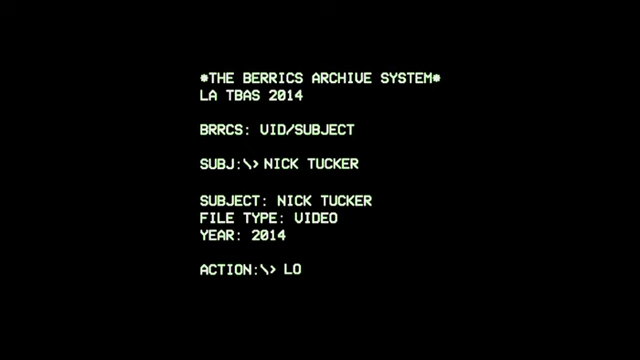 *THE BERRICS ARCHIVE SYSTEM*
LA TBAS 2014
BRRCS: VID/SUBJECT
SUBJ:\> NICK TUCKER
SUBJECT: NICK TUCKER
FILE TYPE: VIDEO
YEAR: 2014
ACTION:\> LO